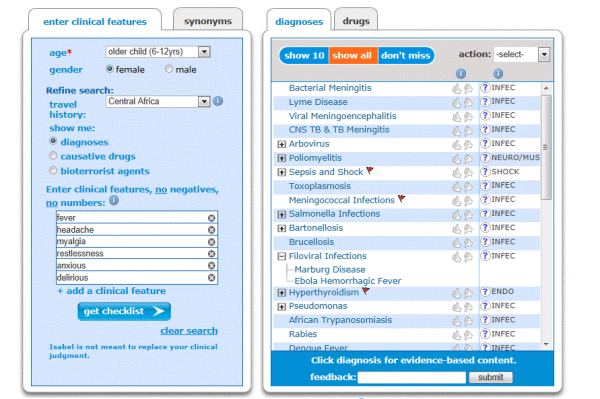 enter clinical features
synonyms
age*
older child (6-12yrs)
gender
female
male
Refine search:
travel history:
Central Africa
show me:
diagnoses
causative drugs
bioterrorist agents
Enter clinical features, no negatives,
no numbers:
fever
headache
myalgia
restlessness
anxious
delirious
+ add a clinical feature
get checklist
clear search
Isabel is not meant to replace your clinical
judgment.
diagnoses
drugs
show 10
show all
don't miss
action:
-select-
Bacterial Meningitis ? INFEC
Lyme Disease ? INFEC
Viral Meningoencephalitis ? INFEC
CNS TB & TB Meningitis ? INFEC
Arbovirus ? INFEC
Poliomyelitis ? NEURO/MUS
Sepsis and Shock ? SHOCK
Toxoplasmosis ? INFEC
Meningococcal Infections ? INFEC
Salmonella Infections ? INFEC
Bartonellosis ? INFEC
Brucellosis ? INFEC
Filoviral Infections ? INFEC
Marburg Disease
Ebola Hemorrhagic Fever
Hyperthyroidism ? ENDO
Pseudomonas ? INFEC
African Trypanosomiasis ? INFEC
Rabies ? INFEC
Dengue Fever ? INFEC
Click diagnosis for evidence-based content.
feedback:
submit